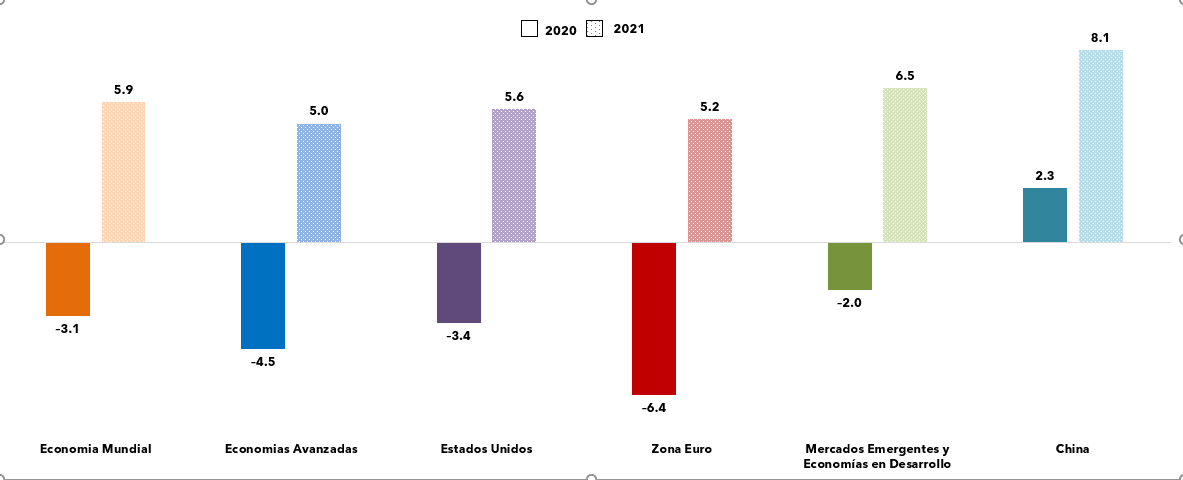 2020 2021
5.9 5.0 5.6 5.2 6.5 8.1
-3.1 -4.5 -3.4 -6.4 -2.0 2.3
Economia Mundial
Economias Avanzadas
Estados Unidos
Zona Euro
Mercados Emergentes y
Economías en Desarrollo
China